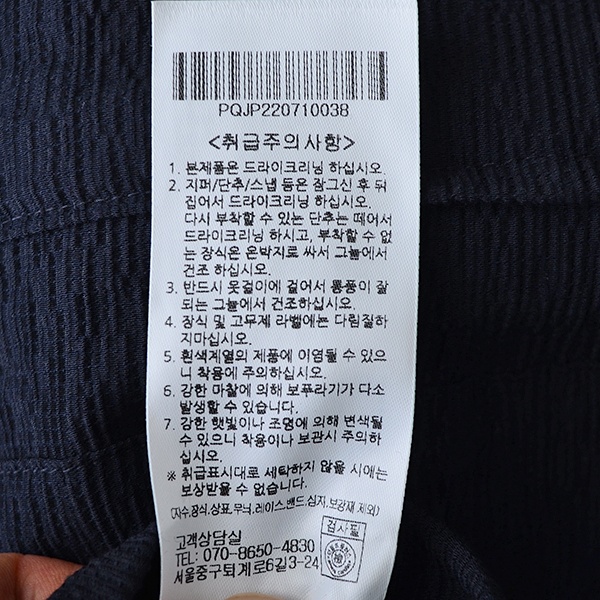 PQJP220710038
<취급주의사항>
1. 본제품은 드라이크리닝 하십시오.
2. 지퍼/단추/스냅 등은 잠그신 후 뒤
집어서 드라이크리닝 하십시오.
다시 부착할 수 있는 단추는 떼어서
드라이크리닝 하시고, 부착할 수 없
는 장식은 은박지로 싸서 그늘에서
건조 하십시오.
3. 반드시 옷걸이에 걸어서 통풍이 잘
되는 그늘에서 건조하십시오.
4. 장식 및 고무제 라벨에는 다림질하
지마십시오.
5. 흰색계열의 제품에 이염될 수 있으
니 착용에 주의하십시오.
6. 강한 마찰에 의해 보푸라기가 다소
발생할 수 있습니다.
7. 강한 햇빛이나 조명에 의해 변색될
수 있으니 착용이나 보관시 주의하
십시오.
※ 취급표시대로 세탁하지 않을 시에는
보상받을 수 없습니다.
(자수,장식,상표,무늬,레이스,밴드,심지,보강재 제외)
고객상담실
TEL: 070-8650-4830
서울중구퇴계로6길3-24
검사필